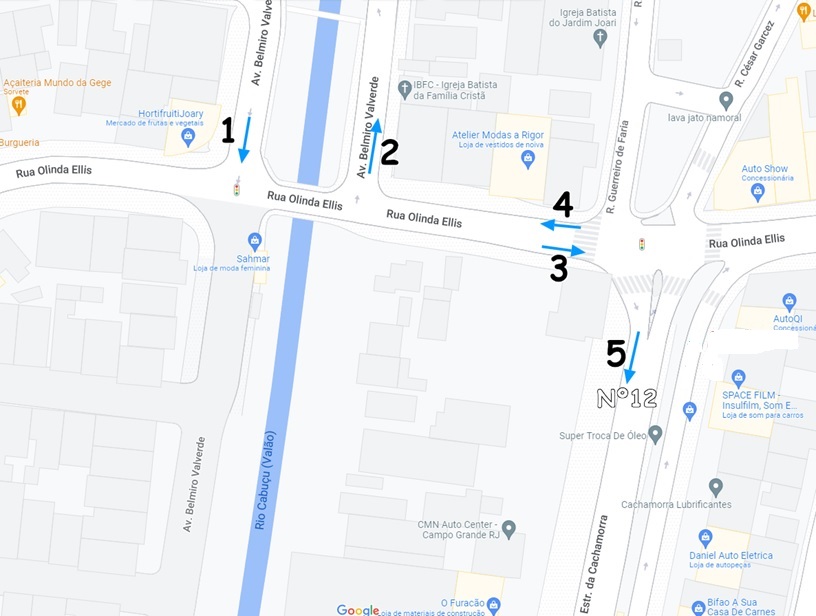 Igreja Batista
do Jardim Joari
Av. Belmiro Valve
R. César Garcez
Açaiteria Mundo da Gege
Sorvete
IBFC - Igreja Batista
da Família Cristã
HortifrutiJoary
Mercado de frutas e vegetais
1
lava jato namoral
Burgueria
Av. Belmiro Valverde
2
Atelier Modas a Rigor
Loja de vestidos de noiva
R. Guerreiro de Faria
Auto Show
Concessionária
Rua Olinda Ellis
Rua Olinda Ellis
Rua Olinda Ellis
4
3
Rua Olinda Ellis
Sahmar
Loja de moda feminina
AutoQI
Concessioná
5
Nº12
SPACE FILM -
Insulfilm, Som E...
Loja de som para carros
Super Troca De Óleo
Av. Belmiro Valverde
Rio Cabuçu (Valão)
Cachamorra Lubrificantes
CMN Auto Center -
Campo Grande RJ
Estr. da Cachamorra
Daniel Auto Eletrica
Loja de autopeças
O Furacão
Loja de materiais de construção
Bifao A Sua
Casa De Carnes
Google